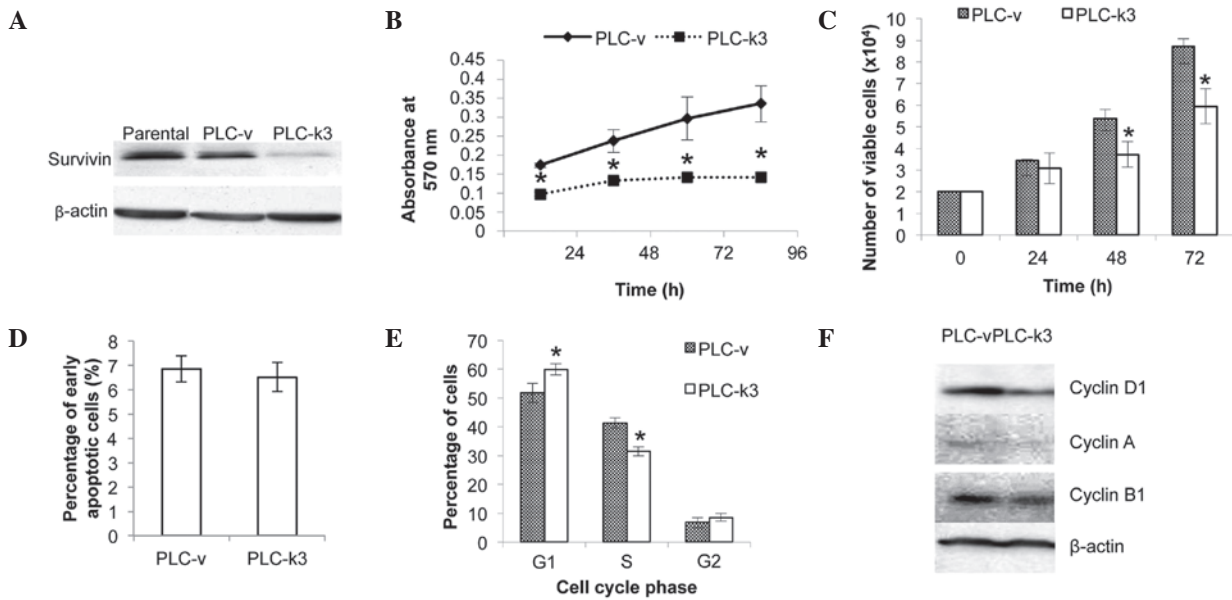 A
Parental PLC-v PLC-k3
Survivin
β-actin
B
PLC-v PLC-k3
0.45
0.4
0.35
0.3
0.25
0.2
0.15
0.1
0.05
0
* * * *
24 48 72 96
Absorbance at
570 nm
Time (h)
C
PLC-v PLC-k3
10
9
8
7
6
5
4
3
2
1
0
* *
0 24 48 72
Number of viable cells (x10⁴)
Time (h)
D
8
7
6
5
4
3
2
1
0
Percentage of early
apoptotic cells (%)
PLC-v PLC-k3
E
70
60
50
40
30
20
10
0
* *
PLC-v
PLC-k3
Percentage of cells
G1 S G2
Cell cycle phase
F
PLC-vPLC-k3
Cyclin D1
Cyclin A
Cyclin B1
β-actin